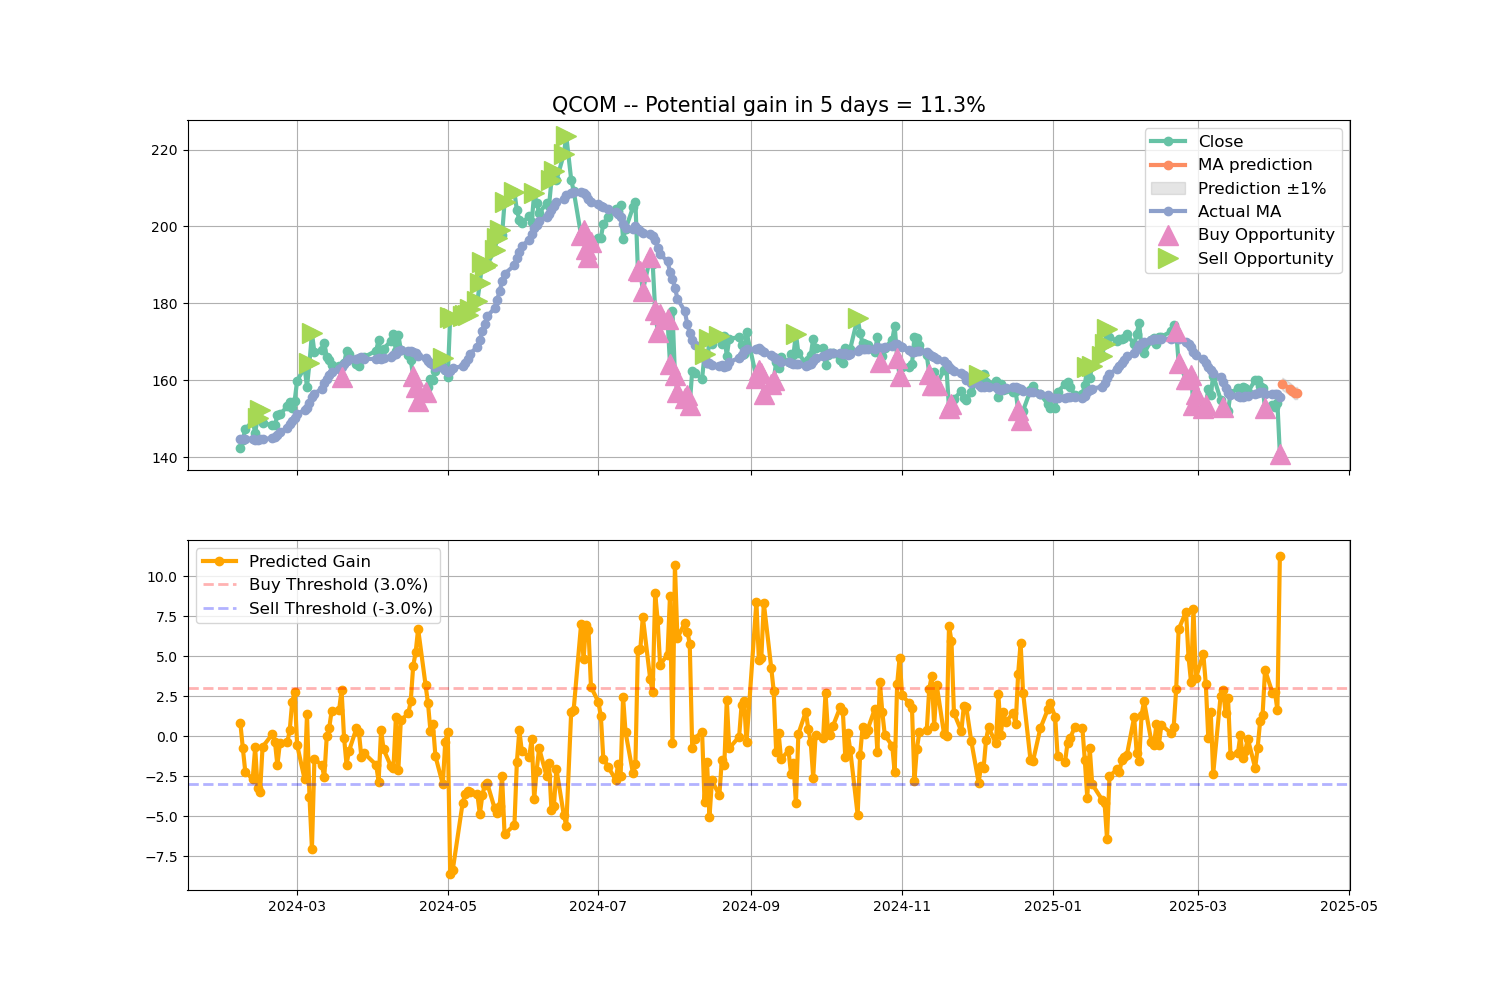 QCOM -- Potential gain in 5 days = 11.3%
220
200
180
160
140
Close
MA prediction
Prediction ±1%
Actual MA
Buy Opportunity
Sell Opportunity
10.0
7.5
5.0
2.5
0.0
−2.5
−5.0
−7.5
Predicted Gain
Buy Threshold (3.0%)
Sell Threshold (-3.0%)
2024-03
2024-05
2024-07
2024-09
2024-11
2025-01
2025-03
2025-05